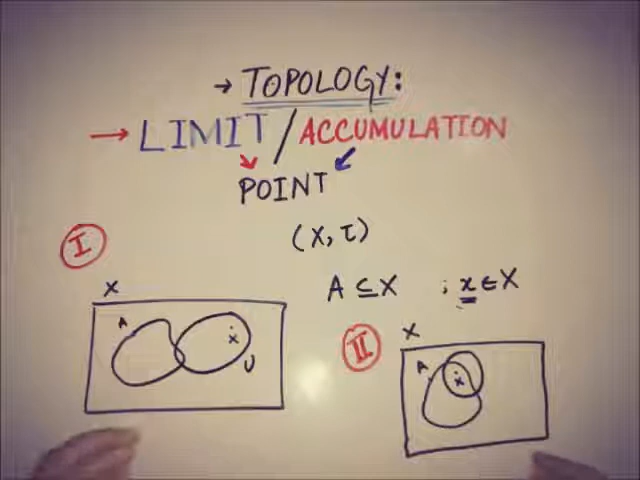 → TOPOLOGY:
→ LIMIT / ACCUMULATION
POINT
(X, τ)
I
A ⊆ X ; x ∈ X
X
A
x
U
II
X
A
x